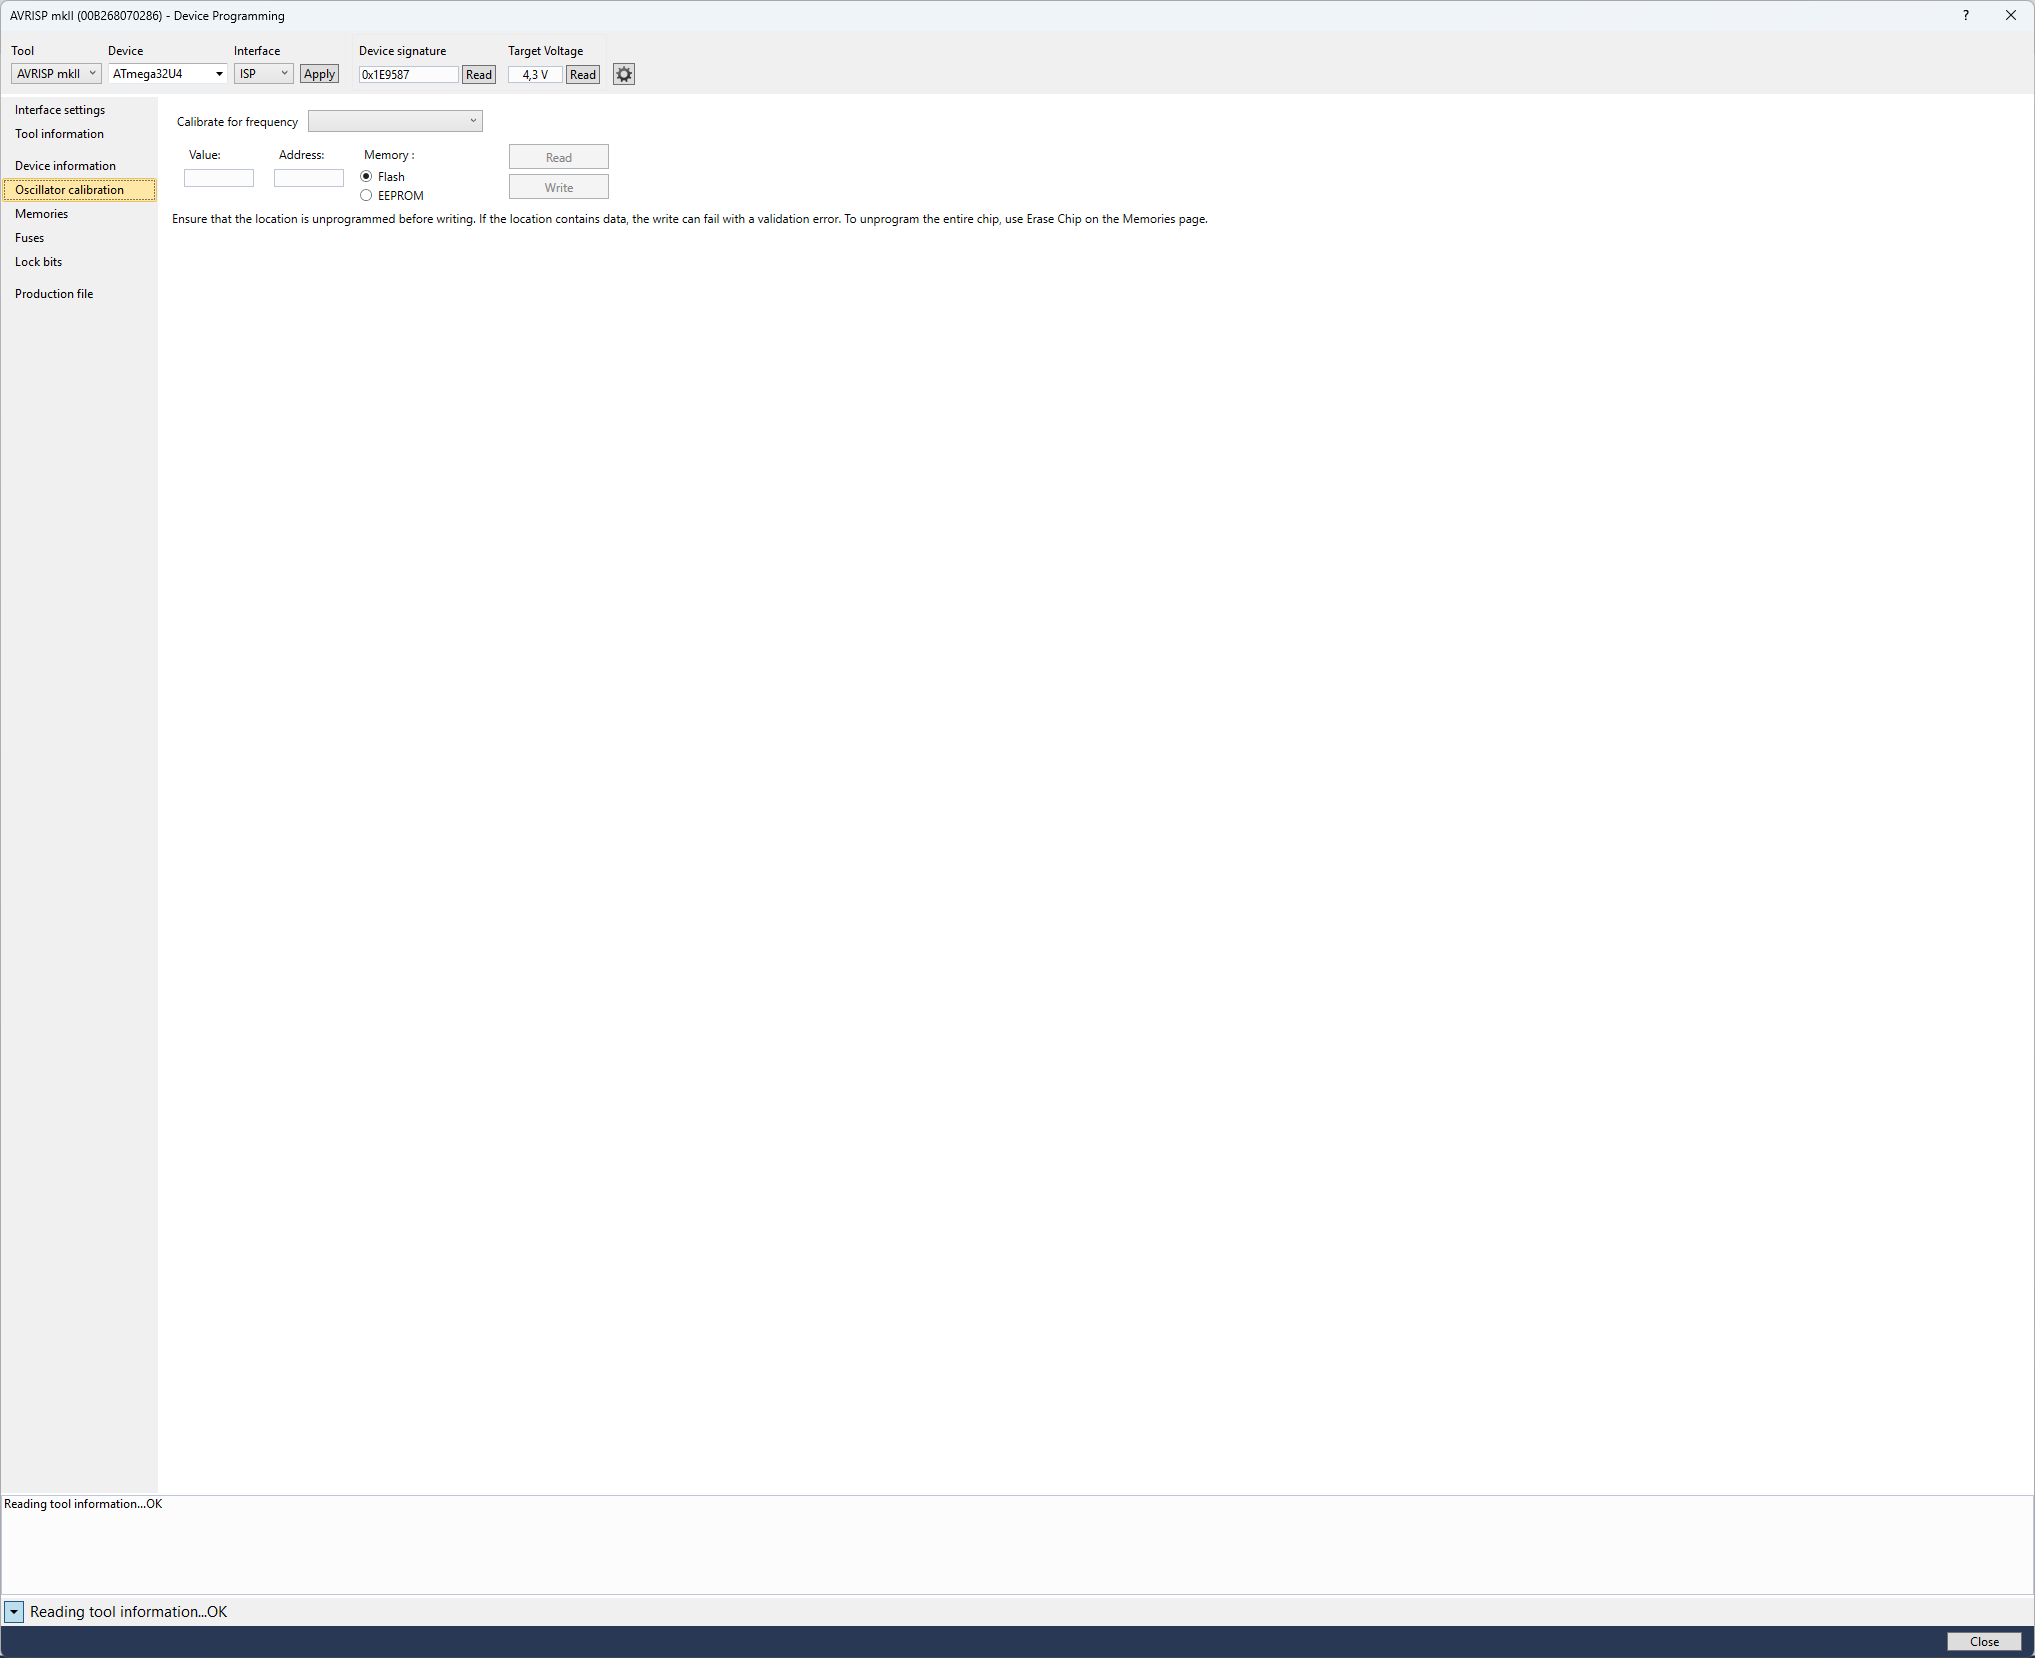 AVRISP mkII (00B268070286) - Device Programming
?
Tool Device Interface Device signature Target Voltage
AVRISP mkII ATmega32U4 ISP Apply 0x1E9587 Read 4,3 V Read
Interface settings
Tool information
Device information
Oscillator calibration
Memories
Fuses
Lock bits
Production file
Calibrate for frequency
Value: Address: Memory :
Flash
EEPROM
Read
Write
Ensure that the location is unprogrammed before writing. If the location contains data, the write can fail with a validation error. To unprogram the entire chip, use Erase Chip on the Memories page.
Reading tool information...OK
Reading tool information...OK
Close